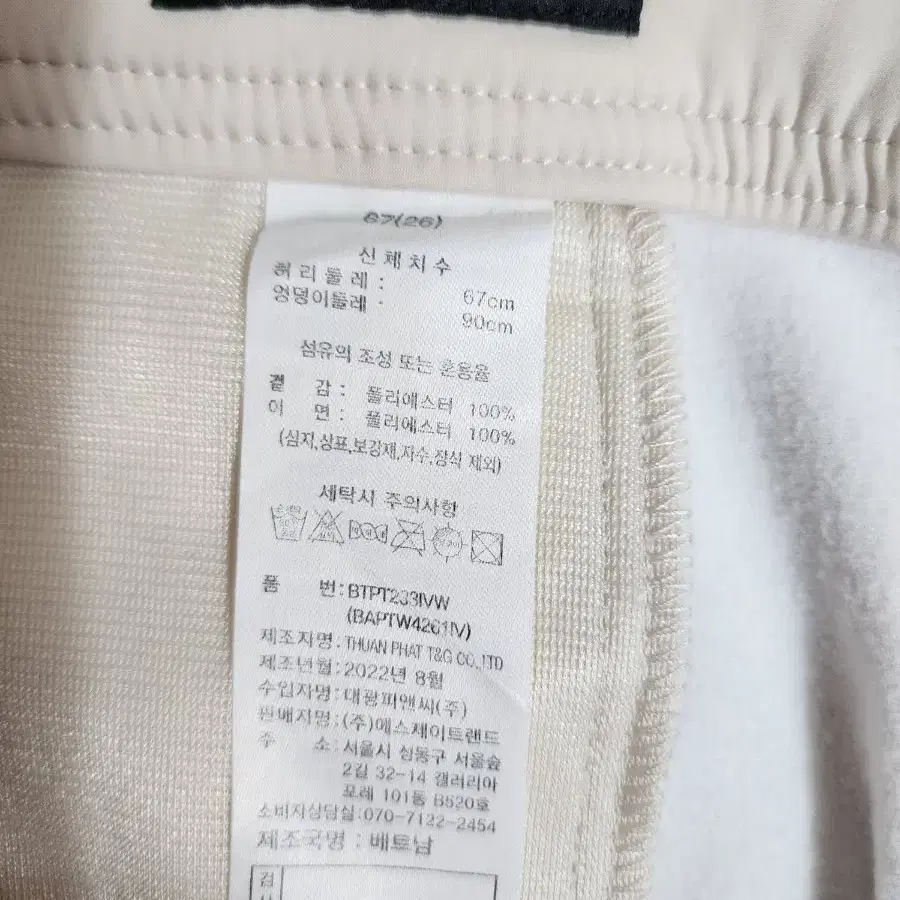 67(26)
신체치수
허리둘레 : 67cm
엉덩이둘레 : 90cm
섬유의 조성 또는 혼용율
겉 감 : 폴리에스터 100%
이 면 : 폴리에스터 100%
(심지,상표,보강재,자수,장식 제외)
세탁시 주의사항
품 번:BTPT233IVW
(BAPTW4261IV)
제조자명:THUAN PHAT T&G CO.,LTD
제조년월:2022년 8월
수입자명:대광피앤씨(주)
판매자명:(주)에스제이트랜드
주 소:서울시 성동구 서울숲
2길 32-14 갤러리아
포레 101동 B520호
소비자상담실:070-7122-2454
제조국명 : 베트남
검